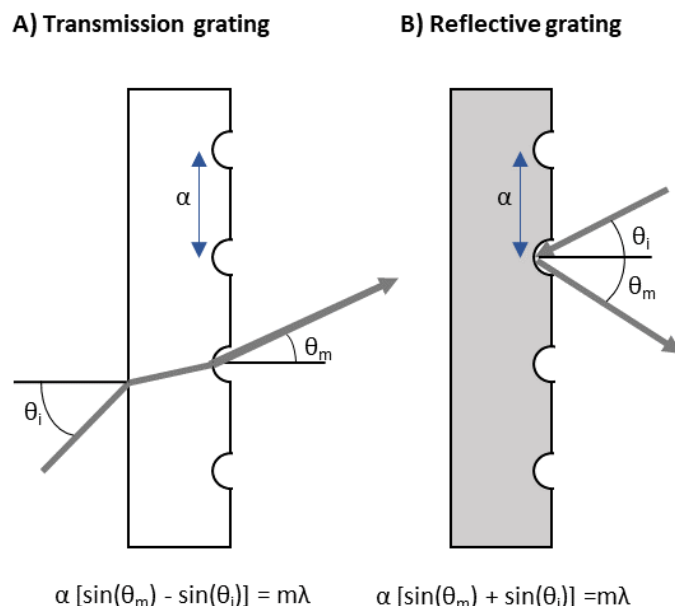 A) Transmission grating
B) Reflective grating
α
θi
θm
α
θi
θm
α [sin(θm) - sin(θi)] = mλ
α [sin(θm) + sin(θi)] =mλ